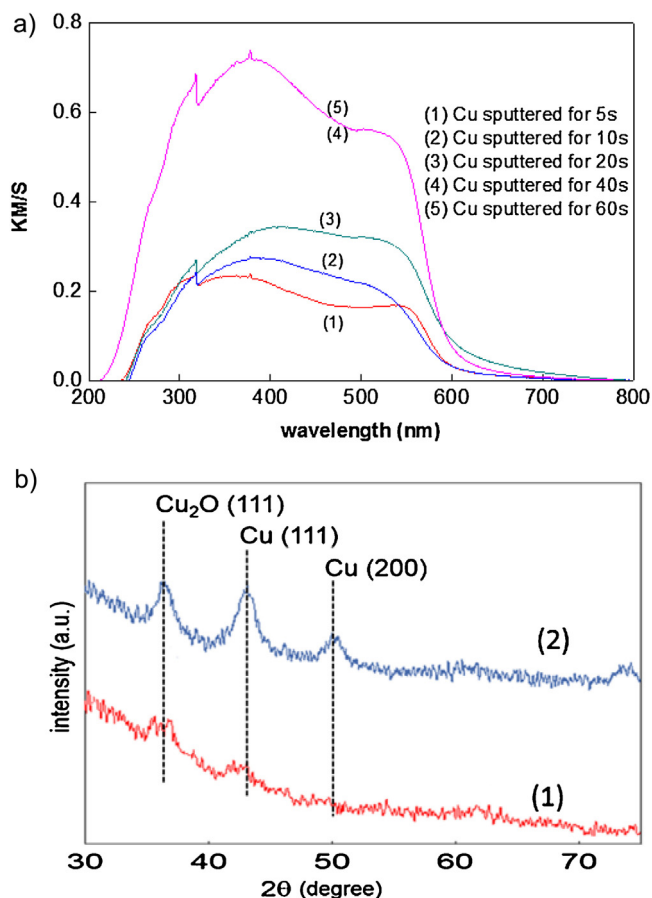 a)
0.8
0.6
0.4
0.2
0.0
KM/S
(5)
(4)
(3)
(2)
(1)
(1) Cu sputtered for 5s
(2) Cu sputtered for 10s
(3) Cu sputtered for 20s
(4) Cu sputtered for 40s
(5) Cu sputtered for 60s
200 300 400 500 600 700 800
wavelength (nm)
b)
Cu₂O (111)
Cu (111)
Cu (200)
intensity (a.u.)
(2)
(1)
30 40 50 60 70
2θ (degree)